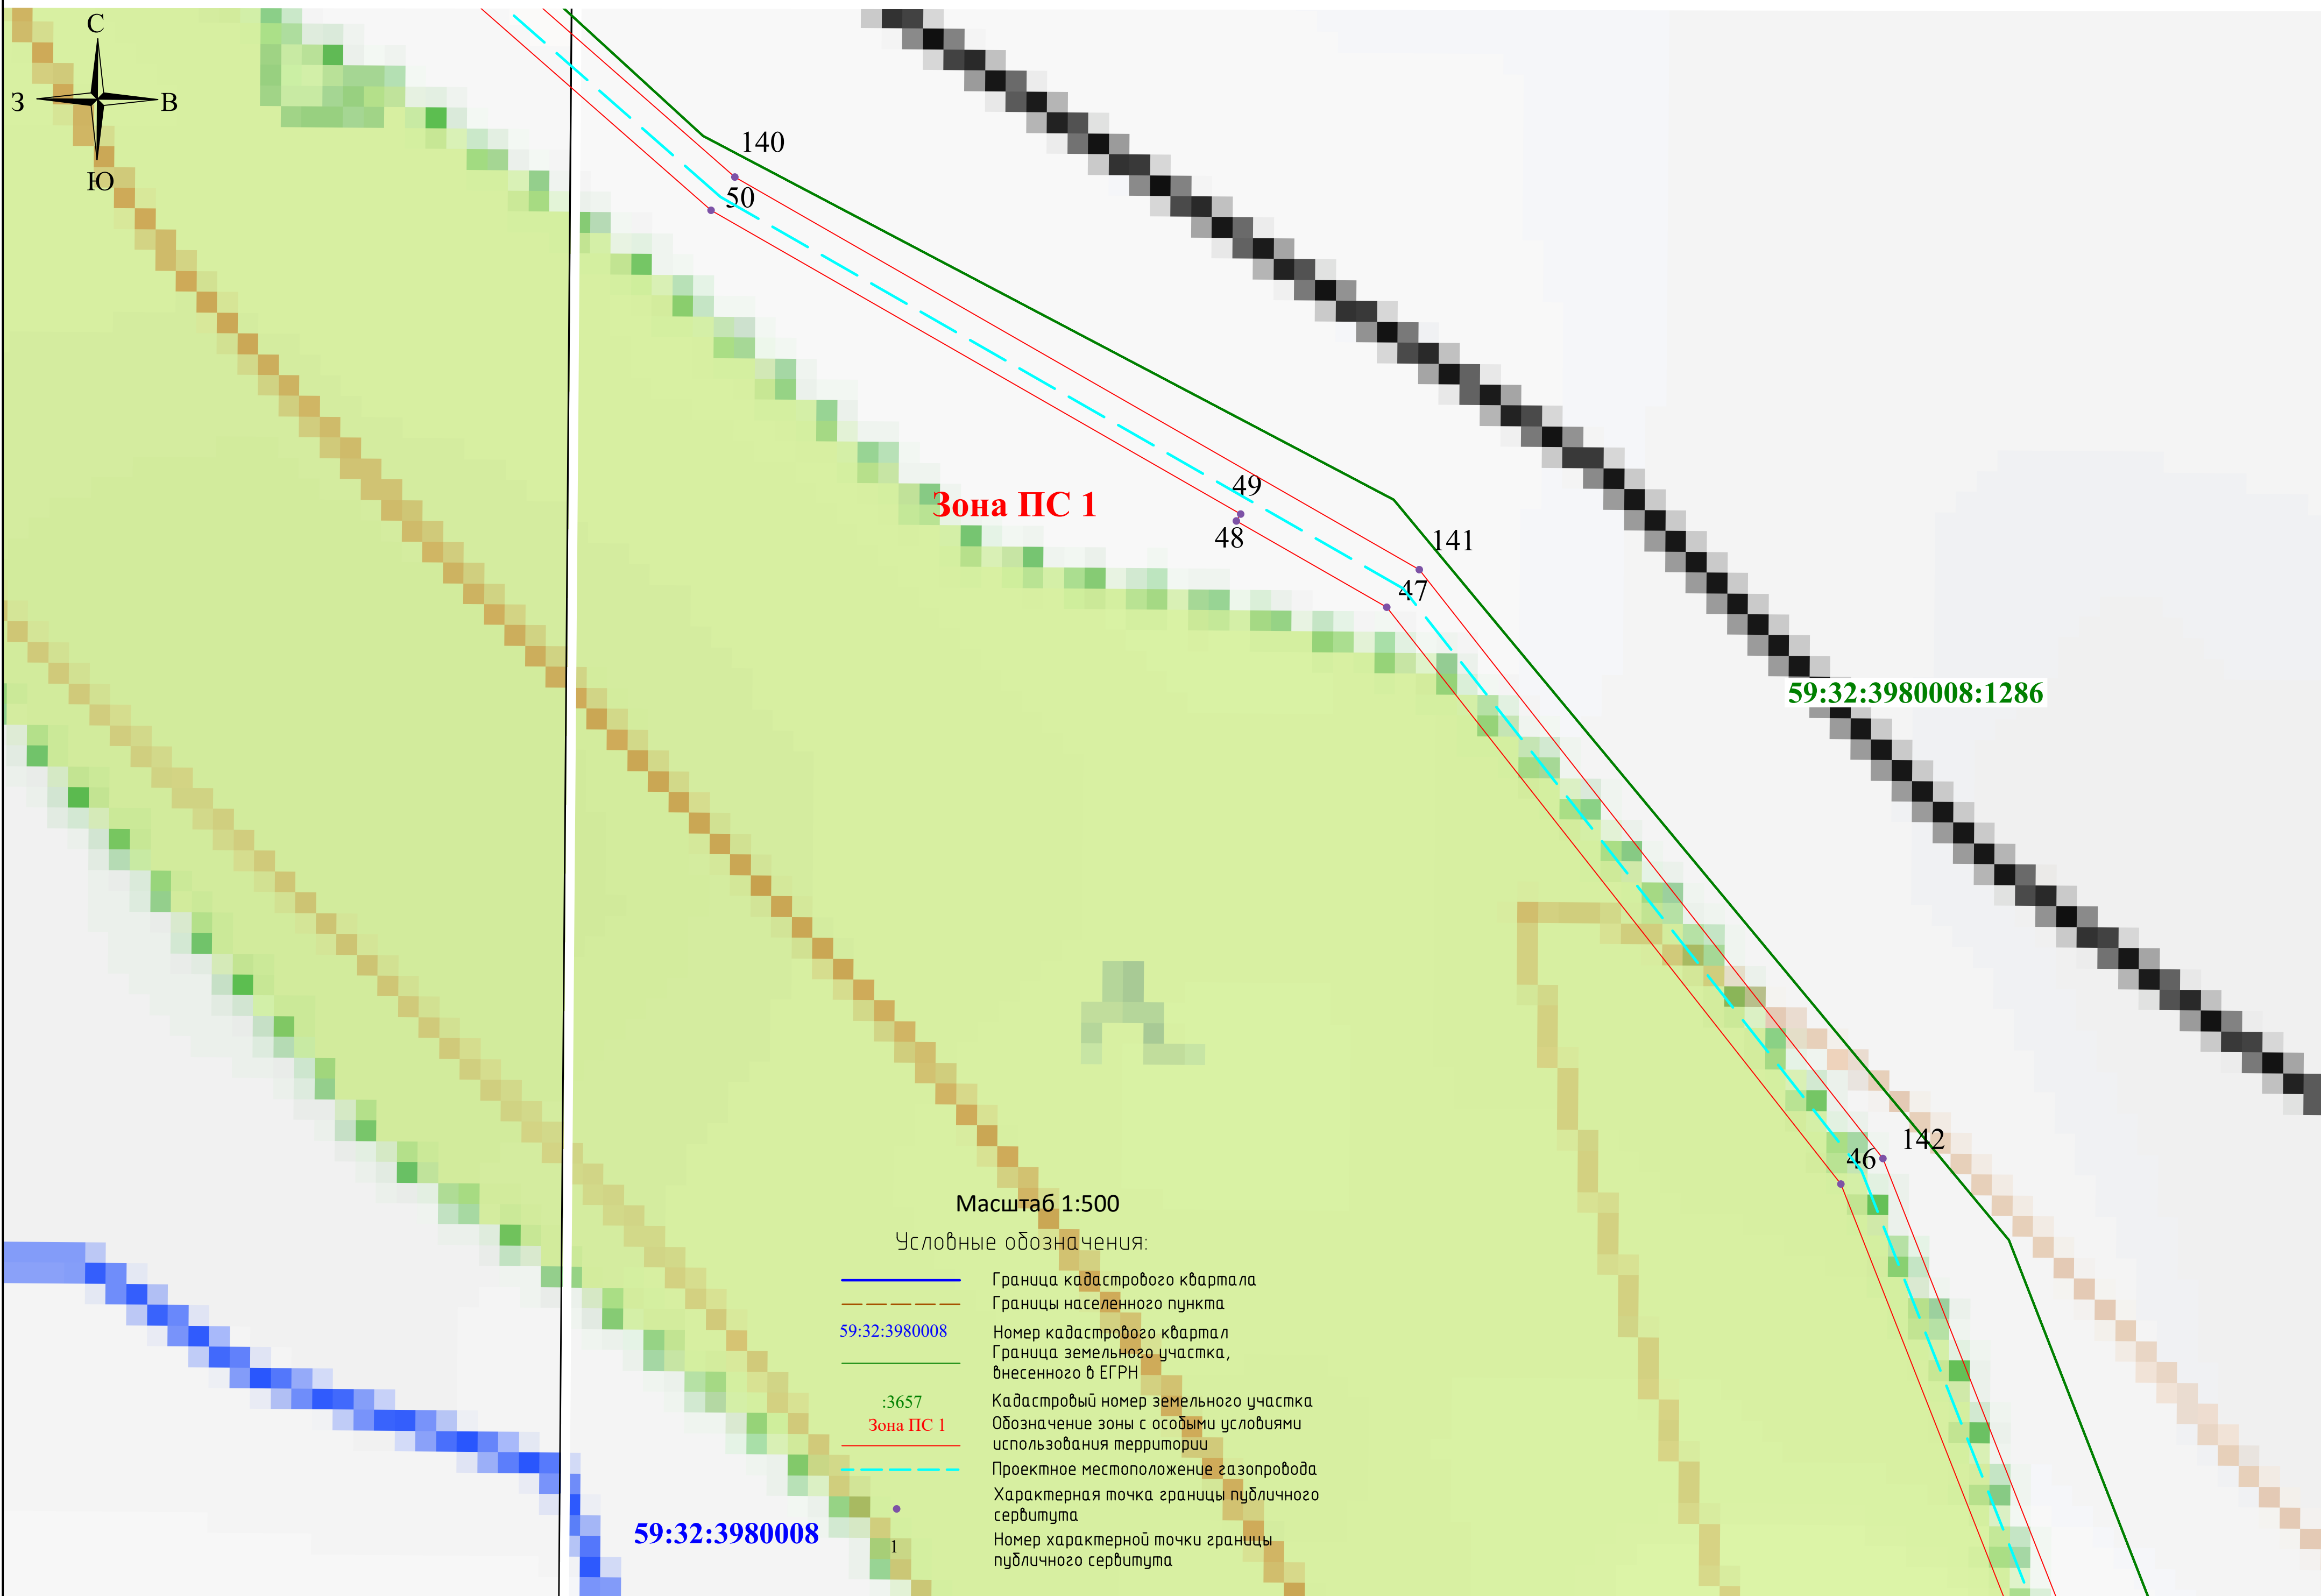 С
З
В
Ю
140
50
49
Зона ПС 1
48
141
47
59:32:3980008:1286
142
46
Масштаб 1:500
Условные обозначения:
Граница кадастрового квартала
Границы населенного пункта
59:32:3980008
Номер кадастрового квартал
Граница земельного участка,
внесенного в ЕГРН
:3657
Кадастровый номер земельного участка
Зона ПС 1
Обозначение зоны с особыми условиями
использования территории
Проектное местоположение газопровода
Характерная точка границы публичного
сервитута
59:32:3980008
1
Номер характерной точки границы
публичного сервитута